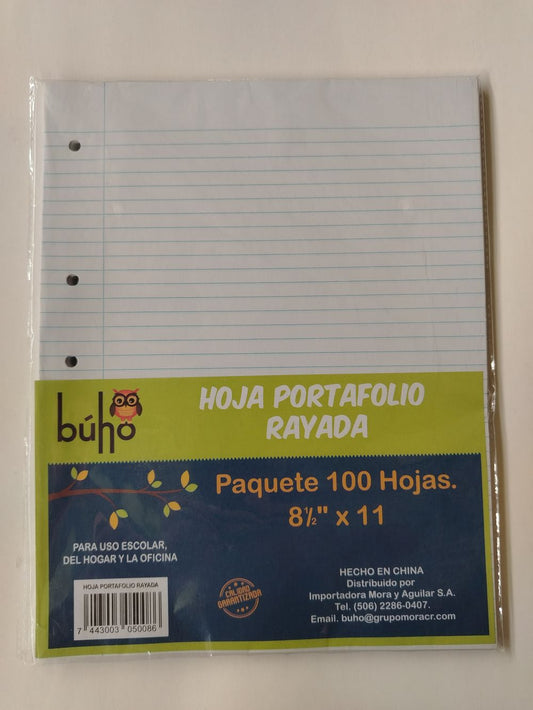 búho
HOJA PORTAFOLIO
RAYADA
Paquete 100 Hojas.
8½" x 11
PARA USO ESCOLAR,
DEL HOGAR Y LA OFICINA
HOJA PORTAFOLIO RAYADA
7 443003 050086
CALIDAD
GARANTIZADA
HECHO EN CHINA
Distribuido por
Importadora Mora y Aguilar S.A.
Tel. (506) 2286-0407.
Email. buho@grupomoracr.com